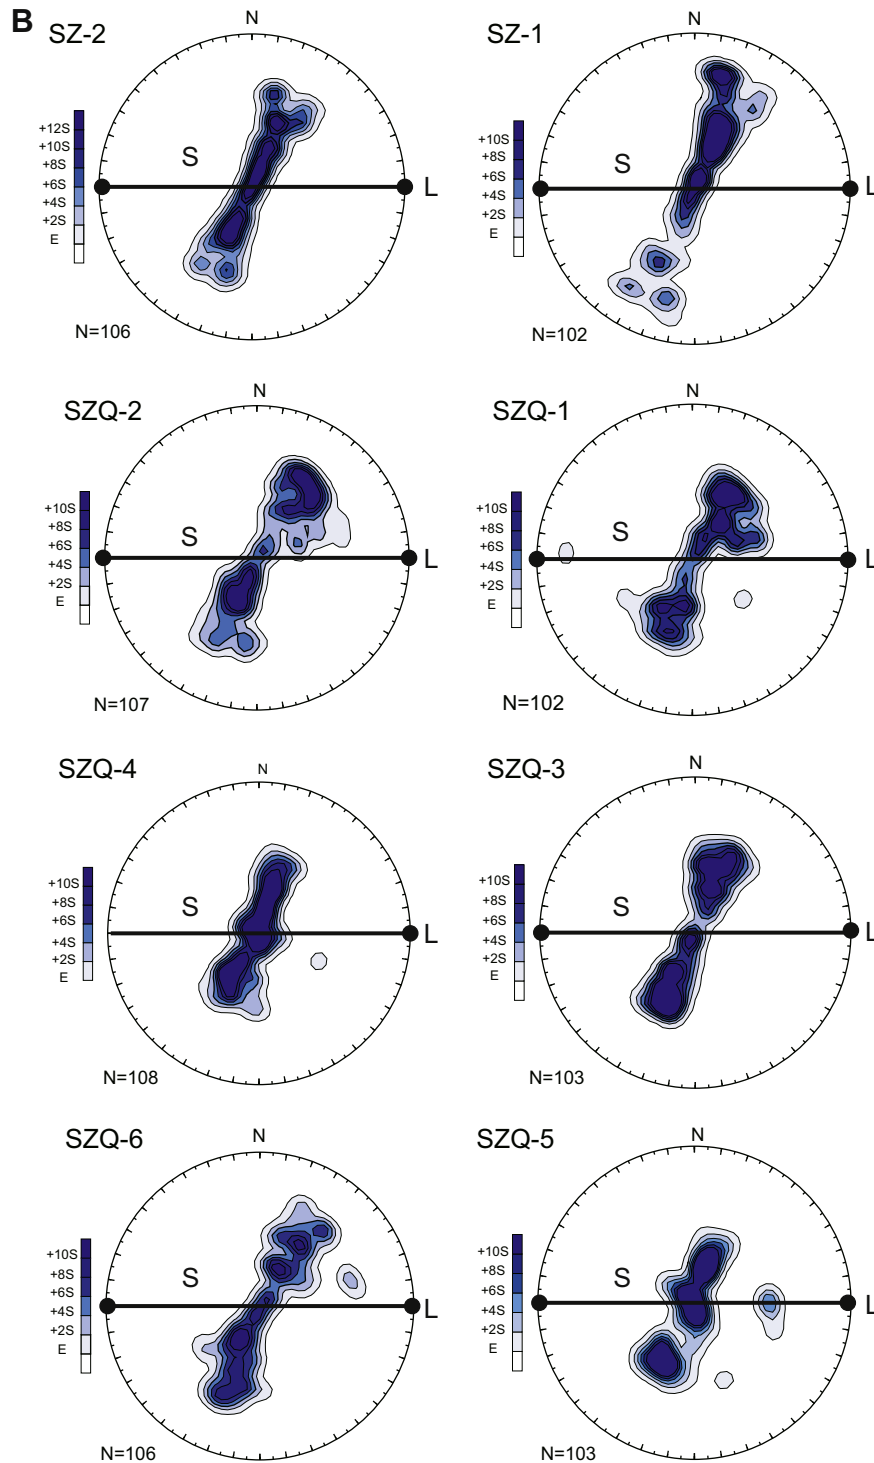 B
SZ-2
N
+12S
+10S
+8S
+6S
+4S
+2S
E
S
L
N=106
SZ-1
N
+10S
+8S
+6S
+4S
+2S
E
S
L
N=102
SZQ-2
N
+10S
+8S
+6S
+4S
+2S
E
S
L
N=107
SZQ-1
N
+10S
+8S
+6S
+4S
+2S
E
S
L
N=102
SZQ-4
N
+10S
+8S
+6S
+4S
+2S
E
S
L
N=108
SZQ-3
N
+10S
+8S
+6S
+4S
+2S
E
S
L
N=103
SZQ-6
N
+10S
+8S
+6S
+4S
+2S
E
S
L
N=106
SZQ-5
N
+10S
+8S
+6S
+4S
+2S
E
S
L
N=103